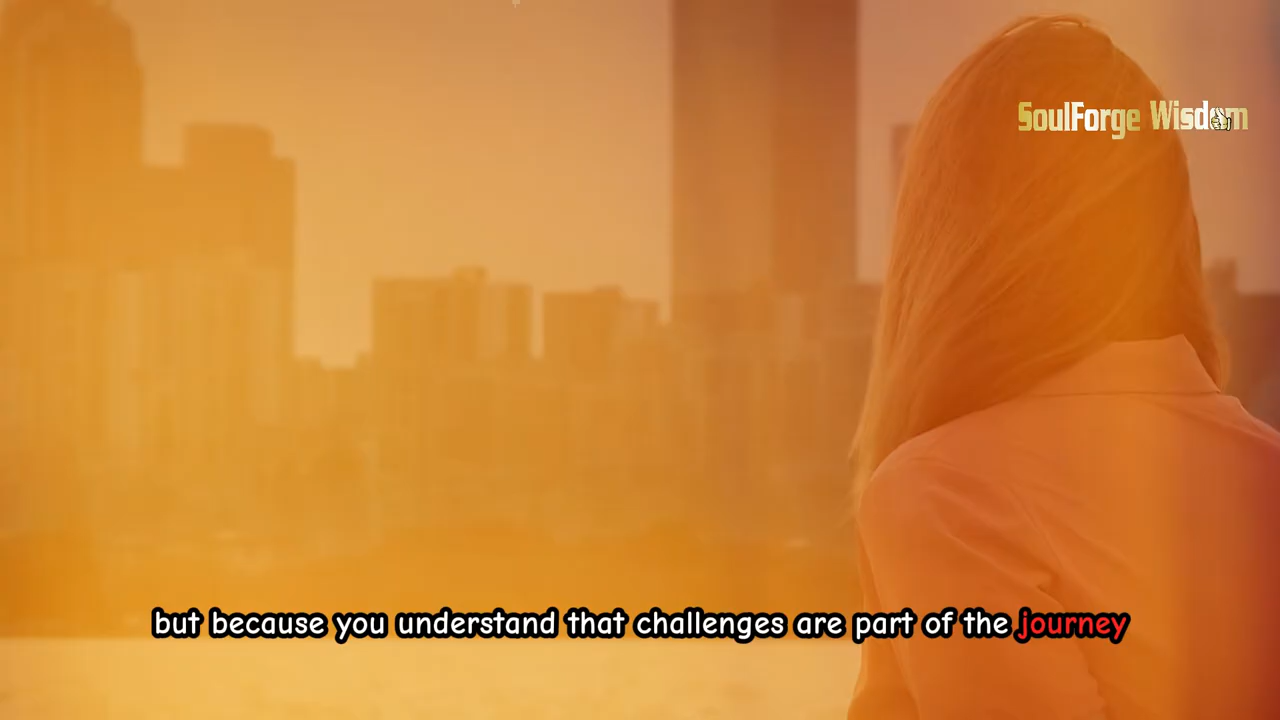 SoulForge Wisdom
but because you understand that challenges are part of the journey